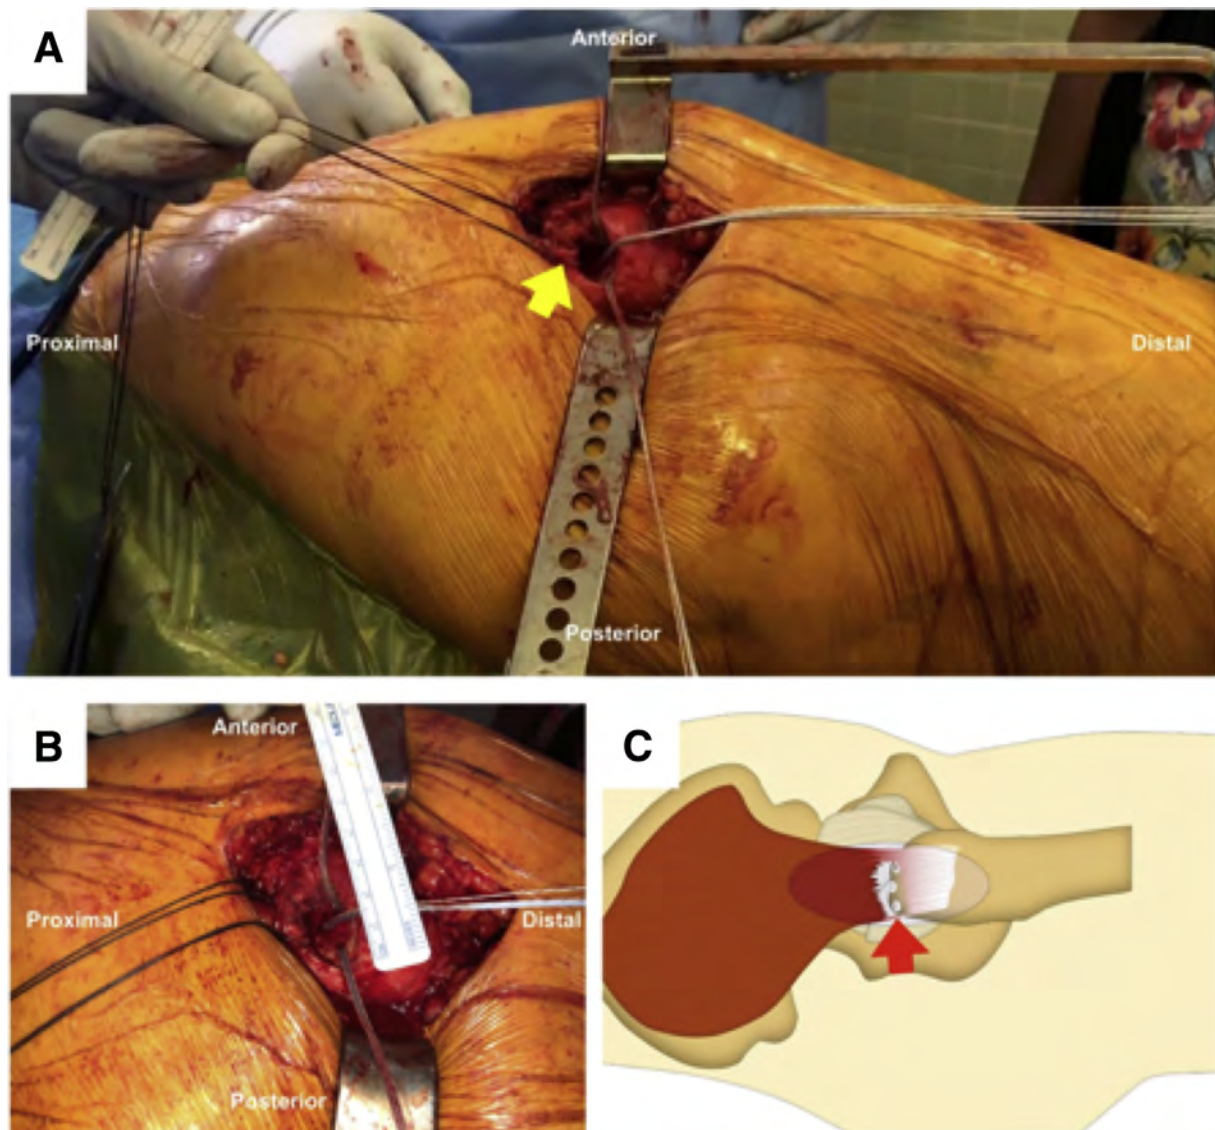 A
Anterior
Proximal
Distal
Posterior
B
Anterior
Proximal
Distal
Posterior
C